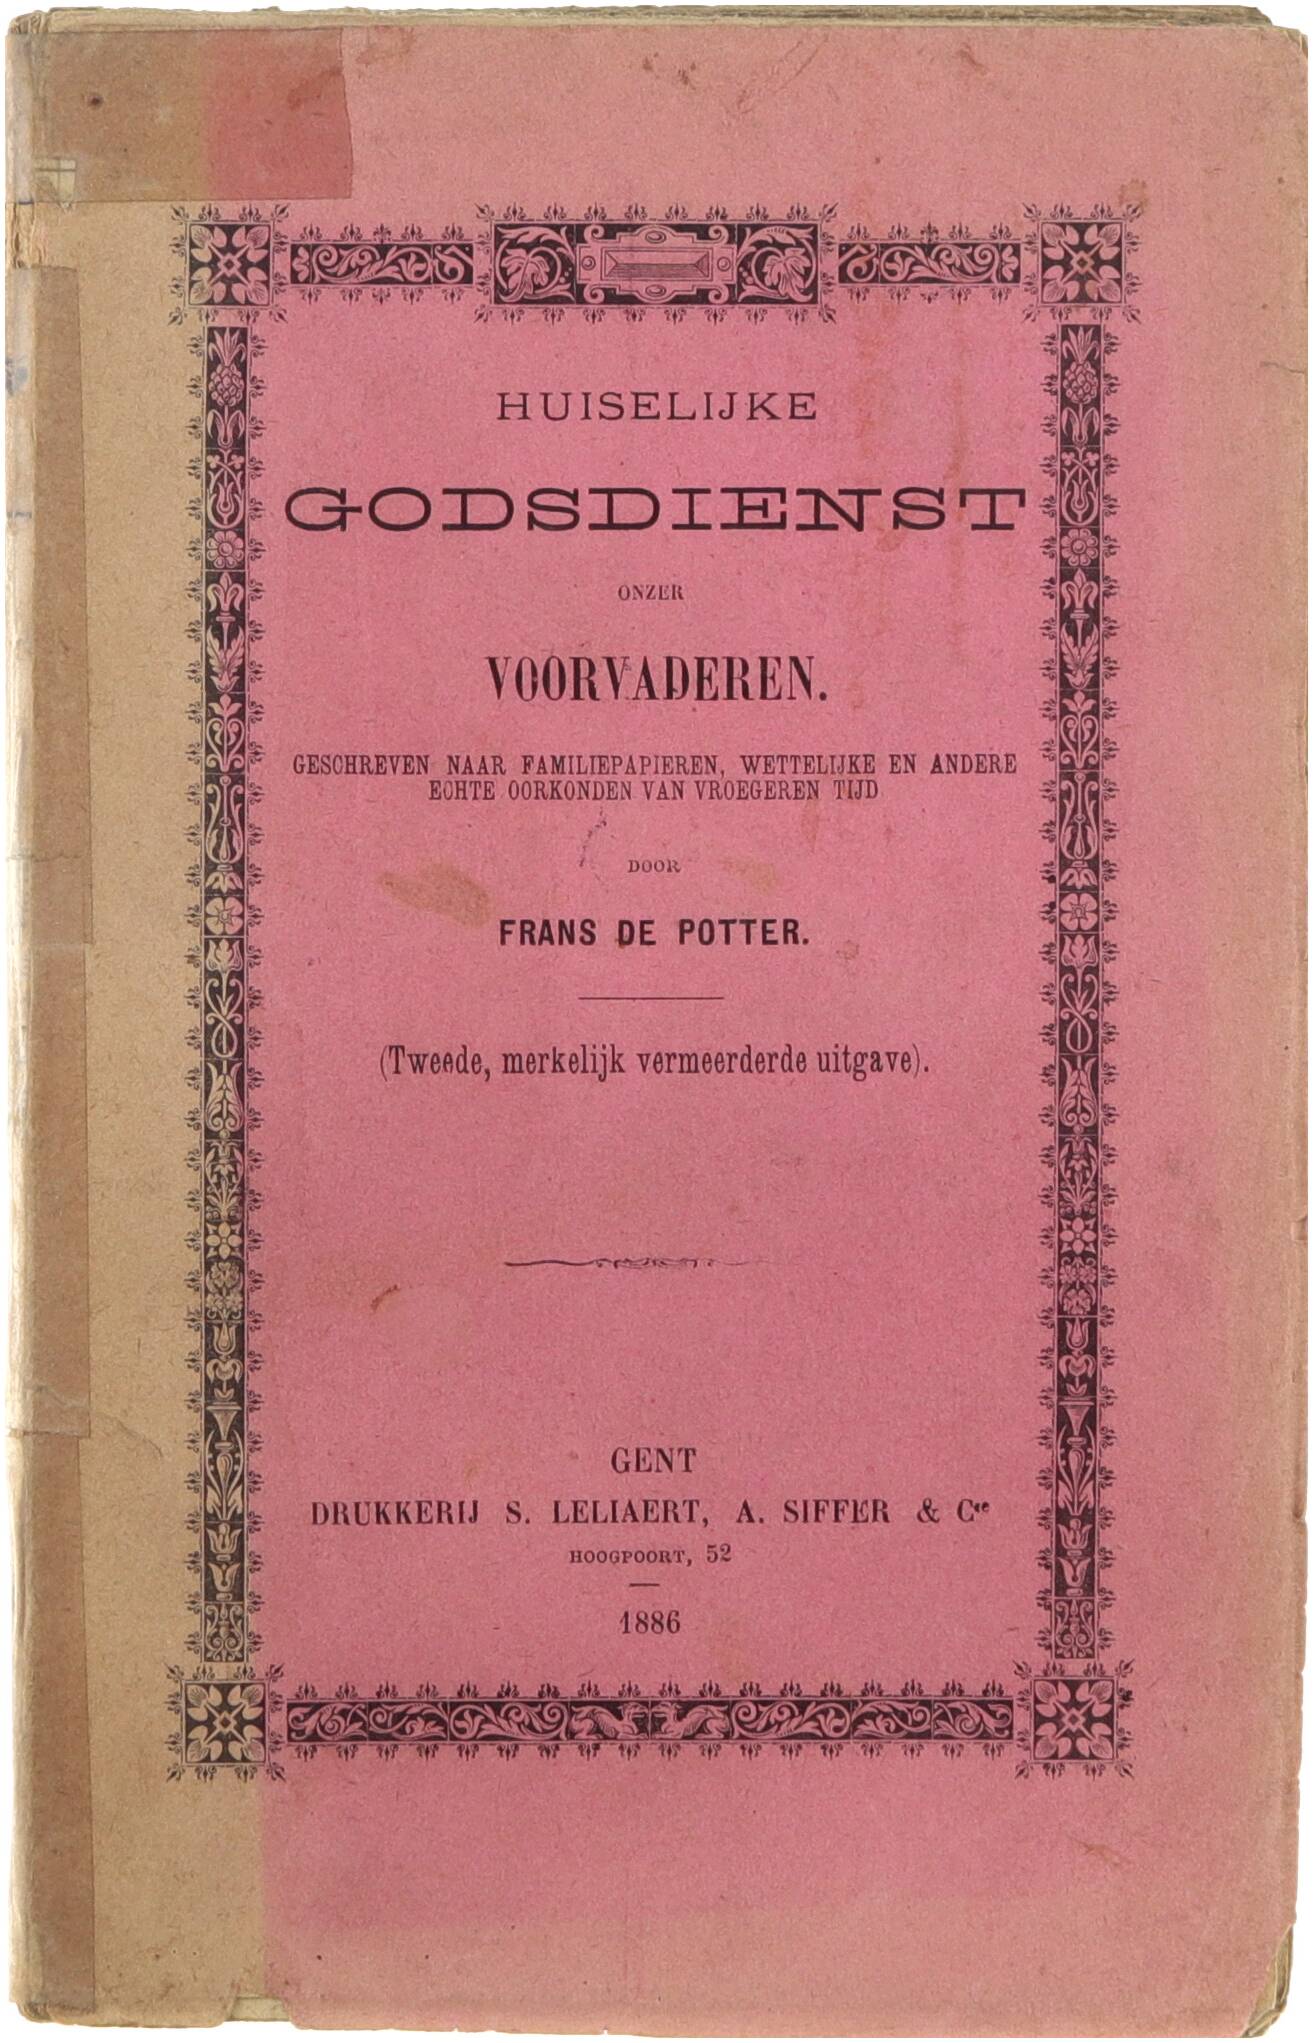 HUISELIJKE
GODSDIENST
ONZER
VOORVADEREN.
GESCHREVEN NAAR FAMILIEPAPIEREN, WETTELIJKE EN ANDERE
ECHTE OORKONDEN VAN VROEGEREN TIJD
DOOR
FRANS DE POTTER.
(Tweede, merkelijk vermeerderde uitgave).
GENT
DRUKKERIJ S. LELIAERT, A. SIFFER & Cie
HOOGPOORT, 52
1886